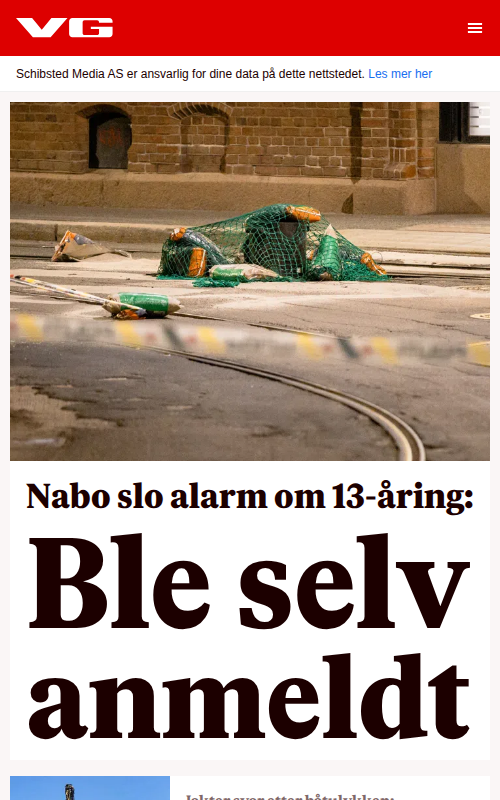 VG
Schibsted Media AS er ansvarlig for dine data på dette nettstedet. Les mer her
Nabo slo alarm om 13-åring:
Ble selv
anmeldt